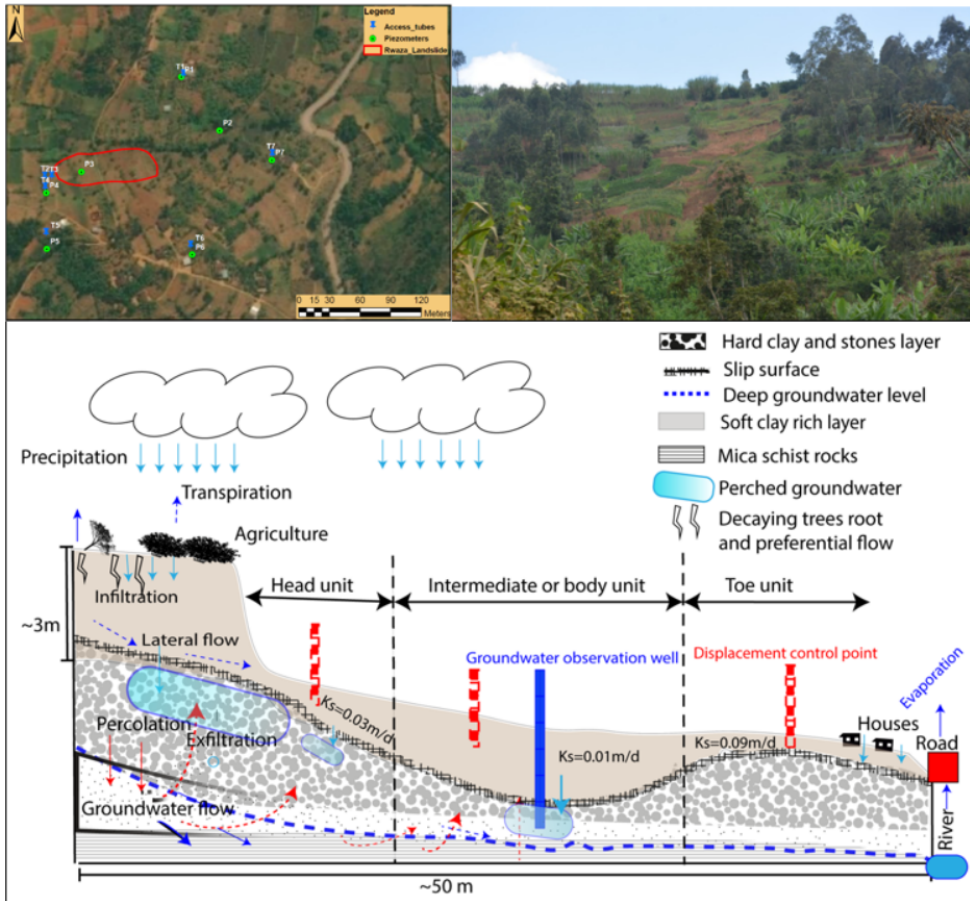 N
Legend
Access_tubes
Piezometers
Rwaza_Landslide
T1
P1
P2
T7
P7
P3
T2
T3
T4
P4
T5
P5
T6
P6
0 15 30 60 90 120
Meters
Hard clay and stones layer
Slip surface
Deep groundwater level
Soft clay rich layer
Mica schist rocks
Perched groundwater
Decaying trees root
and preferential flow
Precipitation
Transpiration
Agriculture
Head unit
Intermediate or body unit
Toe unit
Infiltration
~3m
Lateral flow
Groundwater observation well
Displacement control point
Evaporation
Houses
Road
Ks=0.03m/d
Ks=0.01m/d
Ks=0.09m/d
Percolation
Exfiltration
Groundwater flow
River
~50 m